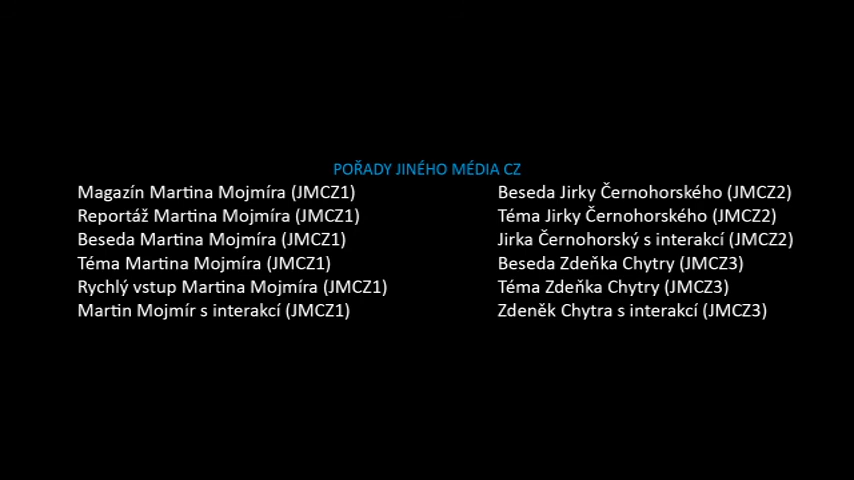 POŘADY JINÉHO MÉDIA CZ
Magazín Martina Mojmíra (JMCZ1)
Reportáž Martina Mojmíra (JMCZ1)
Beseda Martina Mojmíra (JMCZ1)
Téma Martina Mojmíra (JMCZ1)
Rychlý vstup Martina Mojmíra (JMCZ1)
Martin Mojmír s interakcí (JMCZ1)
Beseda Jirky Černohorského (JMCZ2)
Téma Jirky Černohorského (JMCZ2)
Jirka Černohorský s interakcí (JMCZ2)
Beseda Zdeňka Chytry (JMCZ3)
Téma Zdeňka Chytry (JMCZ3)
Zdeněk Chytra s interakcí (JMCZ3)